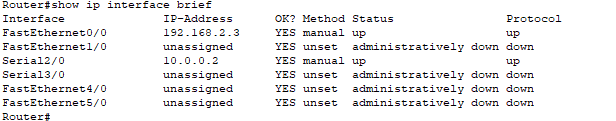 Router#show ip interface brief
Interface              IP-Address      OK? Method Status                Protocol
FastEthernet0/0        192.168.2.3     YES manual up                    up
FastEthernet1/0        unassigned      YES unset  administratively down down
Serial2/0              10.0.0.2        YES manual up                    up
Serial3/0              unassigned      YES unset  administratively down down
FastEthernet4/0        unassigned      YES unset  administratively down down
FastEthernet5/0        unassigned      YES unset  administratively down down
Router#